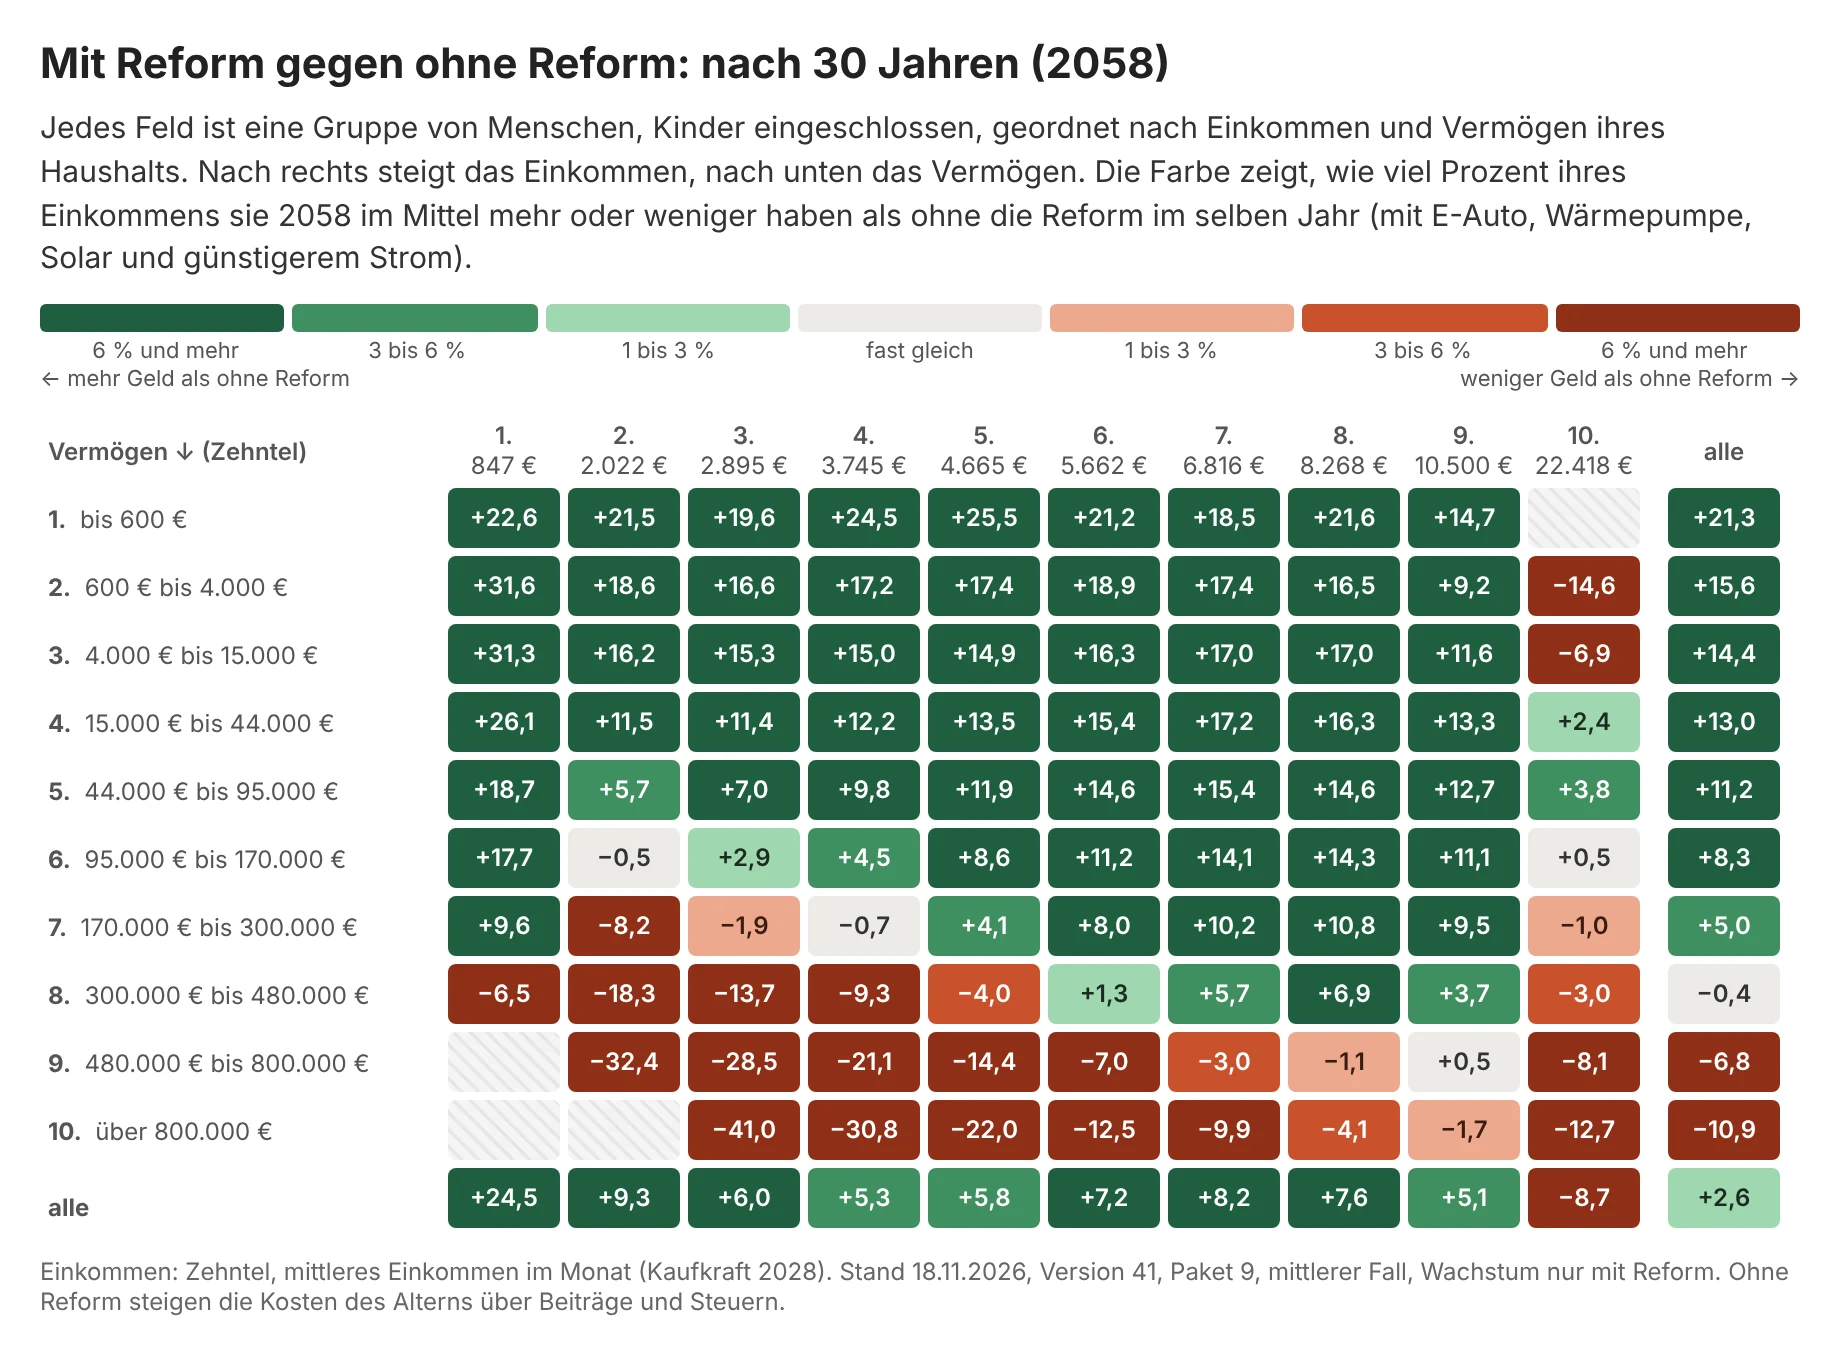 Mit Reform gegen ohne Reform: nach 30 Jahren (2058)
Jedes Feld ist eine Gruppe von Menschen, Kinder eingeschlossen, geordnet nach Einkommen und Vermögen ihres
Haushalts. Nach rechts steigt das Einkommen, nach unten das Vermögen. Die Farbe zeigt, wie viel Prozent ihres
Einkommens sie 2058 im Mittel mehr oder weniger haben als ohne die Reform im selben Jahr (mit E-Auto, Wärmepumpe,
Solar und günstigerem Strom).
6 % und mehr 3 bis 6 % 1 bis 3 % fast gleich 1 bis 3 % 3 bis 6 % 6 % und mehr
← mehr Geld als ohne Reform weniger Geld als ohne Reform →
Vermögen ↓ (Zehntel) 1. 2. 3. 4. 5. 6. 7. 8. 9. 10. alle
847 € 2.022 € 2.895 € 3.745 € 4.665 € 5.662 € 6.816 € 8.268 € 10.500 € 22.418 €
1. bis 600 € +22,6 +21,5 +19,6 +24,5 +25,5 +21,2 +18,5 +21,6 +14,7 +21,3
2. 600 € bis 4.000 € +31,6 +18,6 +16,6 +17,2 +17,4 +18,9 +17,4 +16,5 +9,2 −14,6 +15,6
3. 4.000 € bis 15.000 € +31,3 +16,2 +15,3 +15,0 +14,9 +16,3 +17,0 +17,0 +11,6 −6,9 +14,4
4. 15.000 € bis 44.000 € +26,1 +11,5 +11,4 +12,2 +13,5 +15,4 +17,2 +16,3 +13,3 +2,4 +13,0
5. 44.000 € bis 95.000 € +18,7 +5,7 +7,0 +9,8 +11,9 +14,6 +15,4 +14,6 +12,7 +3,8 +11,2
6. 95.000 € bis 170.000 € +17,7 −0,5 +2,9 +4,5 +8,6 +11,2 +14,1 +14,3 +11,1 +0,5 +8,3
7. 170.000 € bis 300.000 € +9,6 −8,2 −1,9 −0,7 +4,1 +8,0 +10,2 +10,8 +9,5 −1,0 +5,0
8. 300.000 € bis 480.000 € −6,5 −18,3 −13,7 −9,3 −4,0 +1,3 +5,7 +6,9 +3,7 −3,0 −0,4
9. 480.000 € bis 800.000 € −32,4 −28,5 −21,1 −14,4 −7,0 −3,0 −1,1 +0,5 −8,1 −6,8
10. über 800.000 € −41,0 −30,8 −22,0 −12,5 −9,9 −4,1 −1,7 −12,7 −10,9
alle +24,5 +9,3 +6,0 +5,3 +5,8 +7,2 +8,2 +7,6 +5,1 −8,7 +2,6
Einkommen: Zehntel, mittleres Einkommen im Monat (Kaufkraft 2028). Stand 18.11.2026, Version 41, Paket 9, mittlerer Fall, Wachstum nur mit Reform. Ohne
Reform steigen die Kosten des Alterns über Beiträge und Steuern.